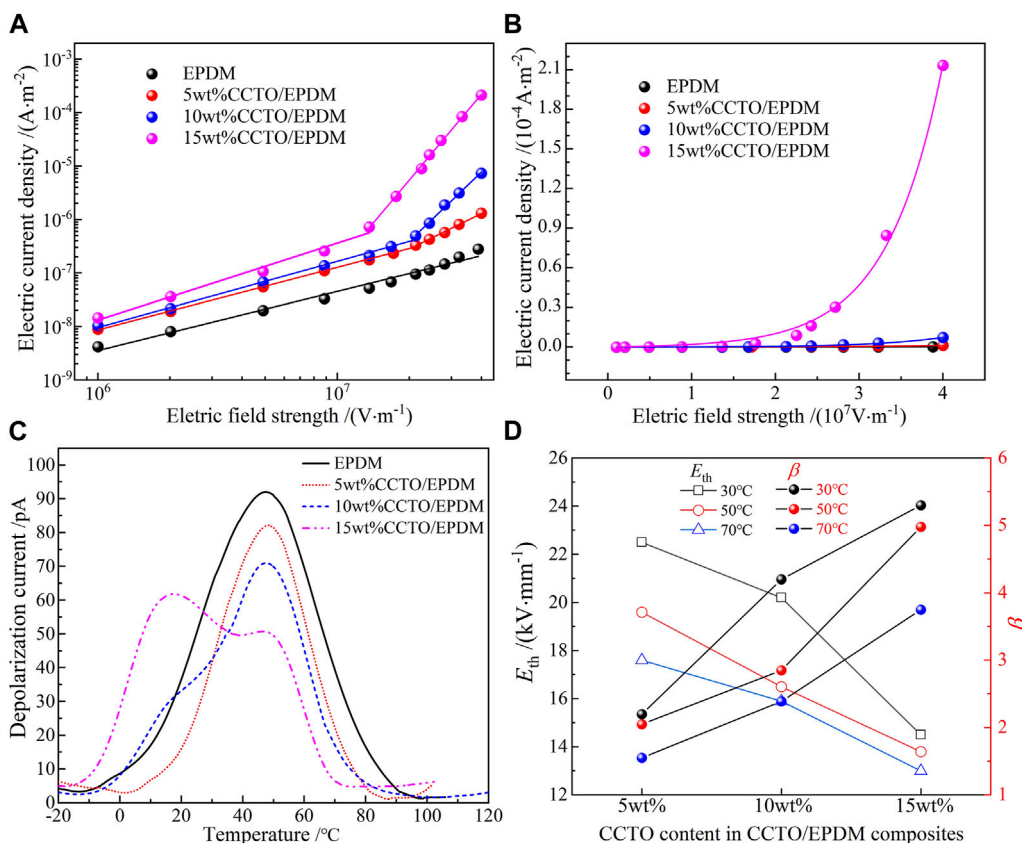 A
10⁻³
10⁻⁴
10⁻⁵
10⁻⁶
10⁻⁷
10⁻⁸
10⁻⁹
Electric current density /(A·m⁻²)
EPDM
5wt%CCTO/EPDM
10wt%CCTO/EPDM
15wt%CCTO/EPDM
10⁶
10⁷
Eletric field strength /(V·m⁻¹)
B
2.1
1.8
1.5
1.2
0.9
0.6
0.3
0.0
Electric current density /(10⁻⁴A·m⁻²)
EPDM
5wt%CCTO/EPDM
10wt%CCTO/EPDM
15wt%CCTO/EPDM
0 1 2 3 4
Eletric field strength /(10⁷V·m⁻¹)
C
100
90
80
70
60
50
40
30
20
10
0
Depolarization current /pA
EPDM
5wt%CCTO/EPDM
10wt%CCTO/EPDM
15wt%CCTO/EPDM
-20 0 20 40 60 80 100 120
Temperature /℃
D
26
24
22
20
18
16
14
12
E_th /(kV·mm⁻¹)
E_th β
30℃ 30℃
50℃ 50℃
70℃ 70℃
6
5
4
3
2
1
β
5wt% 10wt% 15wt%
CCTO content in CCTO/EPDM composites